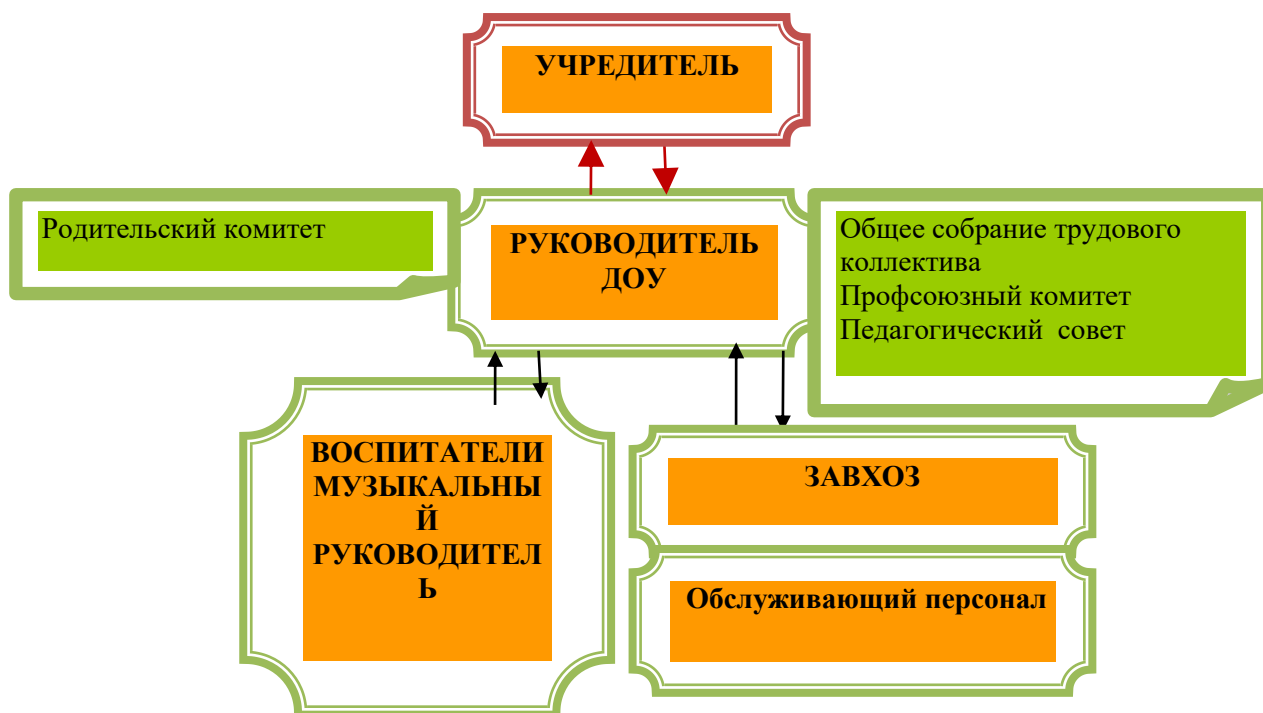 УЧРЕДИТЕЛЬ
Родительский комитет
РУКОВОДИТЕЛЬ
ДОУ
Общее собрание трудового
коллектива
Профсоюзный комитет
Педагогический  совет
ВОСПИТАТЕЛИ
МУЗЫКАЛЬНЫ
Й
РУКОВОДИТЕЛ
Ь
ЗАВХОЗ
Обслуживающий персонал